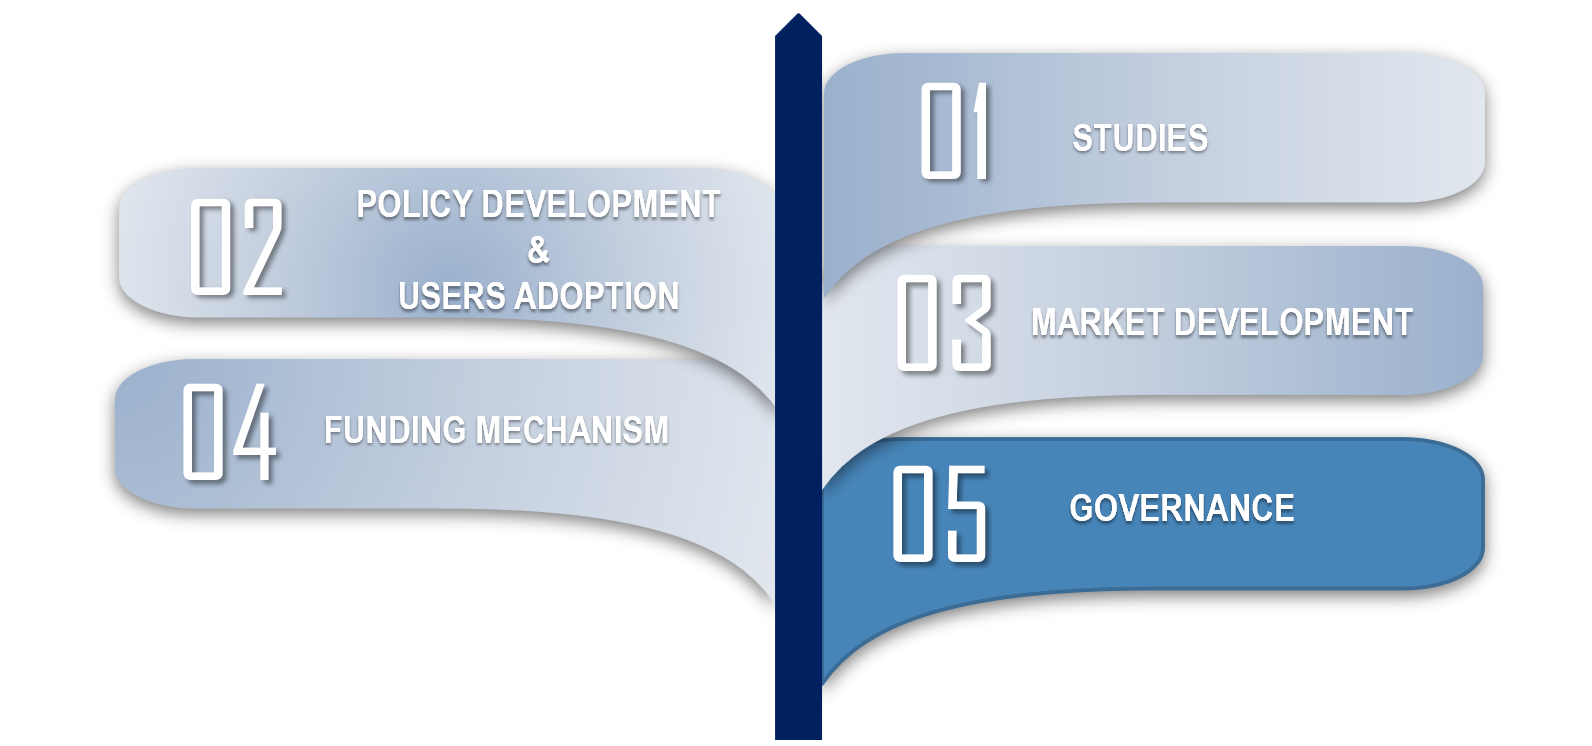 01
STUDIES
02
POLICY DEVELOPMENT
&
USERS ADOPTION
03
MARKET DEVELOPMENT
04
FUNDING MECHANISM
05
GOVERNANCE